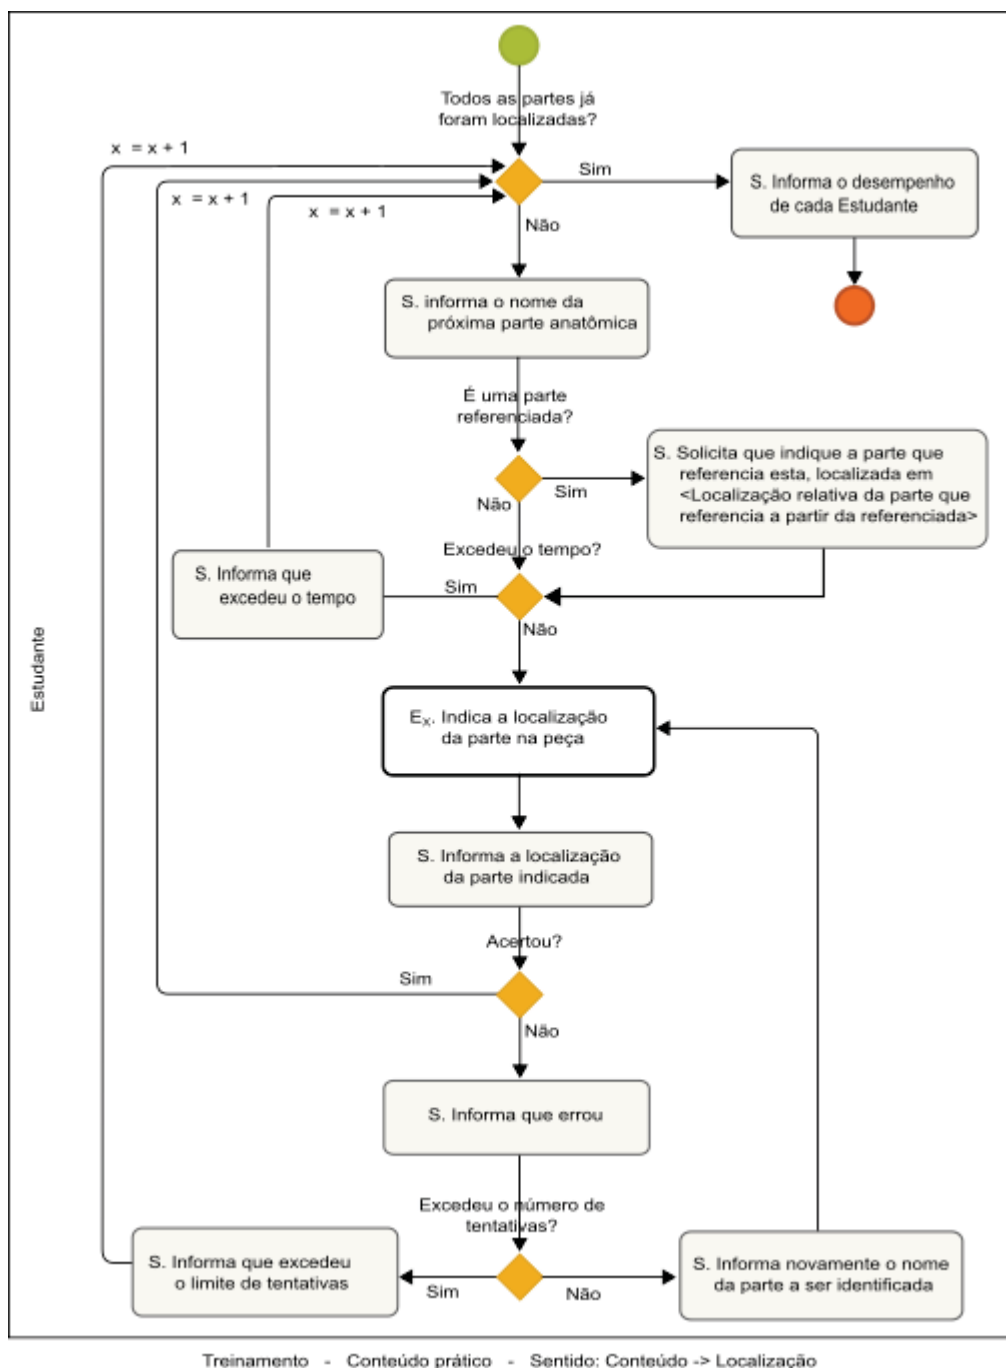 Todos as partes já
foram localizadas?
x = x + 1
x = x + 1
x = x + 1
Sim
S. Informa o desempenho
de cada Estudante
Não
S. informa o nome da
próxima parte anatômica
É uma parte
referenciada?
S. Solicita que indique a parte que
referencia esta, localizada em
<Localização relativa da parte que
referencia a partir da referenciada>
Sim
Não
Excedeu o tempo?
S. Informa que
excedeu o tempo
Sim
Não
Estudante
Ex. Indica a localização
da parte na peça
S. Informa a localização
da parte indicada
Acertou?
Sim
Não
S. Informa que errou
Excedeu o número de
tentativas?
S. Informa que excedeu
o limite de tentativas
Sim
Não
S. Informa novamente o nome
da parte a ser identificada
Treinamento - Conteúdo prático - Sentido: Conteúdo -> Localização